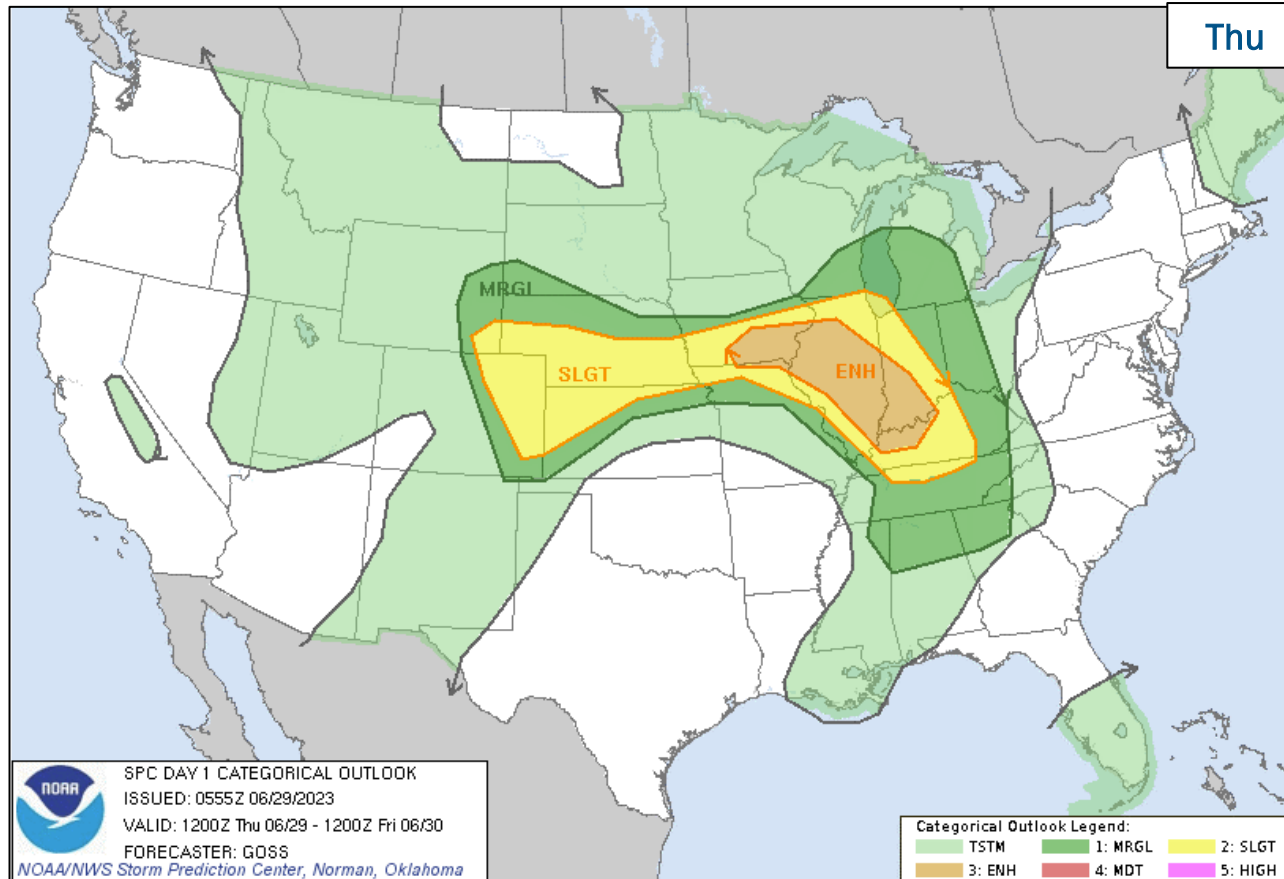 Thu
MRGL
SLGT
ENH
NOAA
SPC DAY 1 CATEGORICAL OUTLOOK
ISSUED: 0555Z 06/29/2023
VALID: 1200Z Thu 06/29 - 1200Z Fri 06/30
FORECASTER: GOSS
NOAA/NWS Storm Prediction Center, Norman, Oklahoma
Categorical Outlook Legend:
TSTM 1: MRGL 2: SLGT
3: ENH 4: MDT 5: HIGH